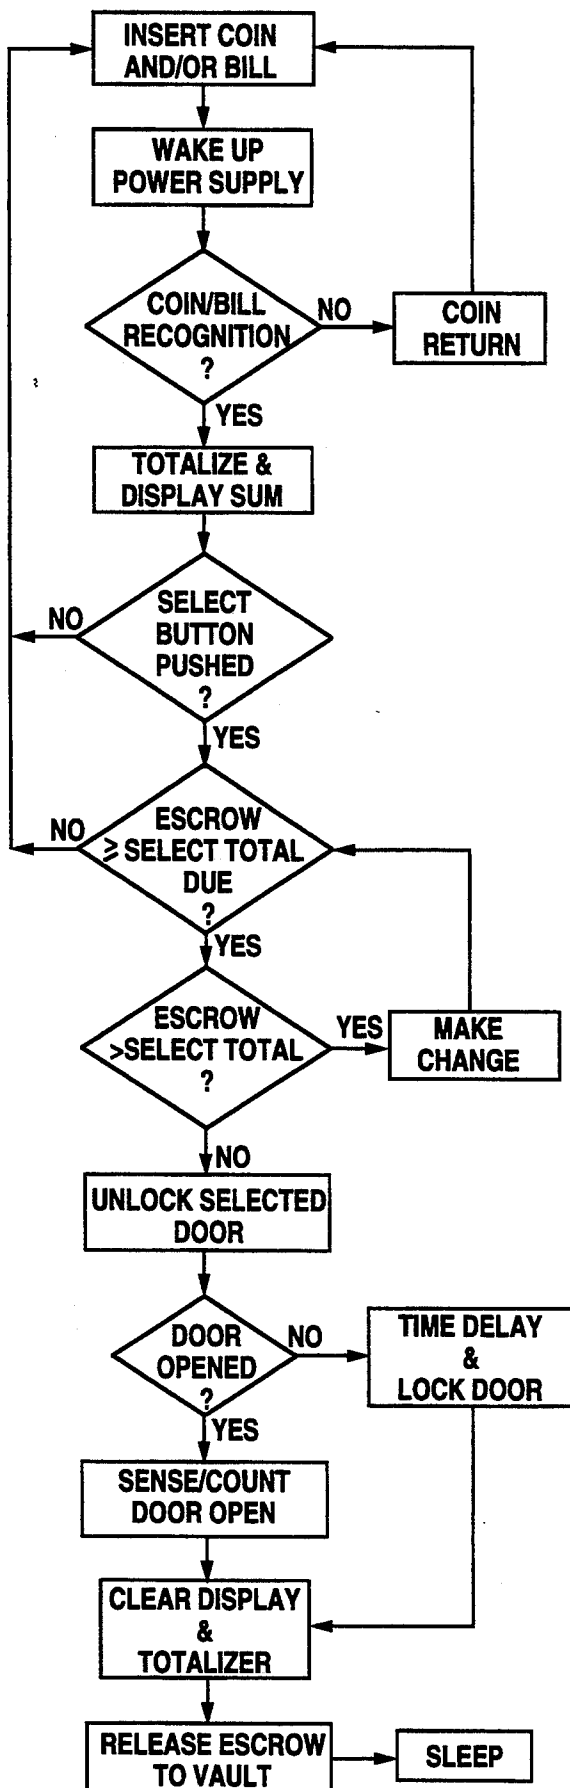 INSERT COIN
AND/OR BILL
WAKE UP
POWER SUPPLY
COIN/BILL
RECOGNITION
?
NO
COIN
RETURN
YES
TOTALIZE &
DISPLAY SUM
SELECT
BUTTON
PUSHED
?
NO
YES
ESCROW
≥ SELECT TOTAL
DUE
?
NO
YES
ESCROW
>SELECT TOTAL
?
YES
MAKE
CHANGE
NO
UNLOCK SELECTED
DOOR
DOOR
OPENED
?
NO
TIME DELAY
&
LOCK DOOR
YES
SENSE/COUNT
DOOR OPEN
CLEAR DISPLAY
&
TOTALIZER
RELEASE ESCROW
TO VAULT
SLEEP